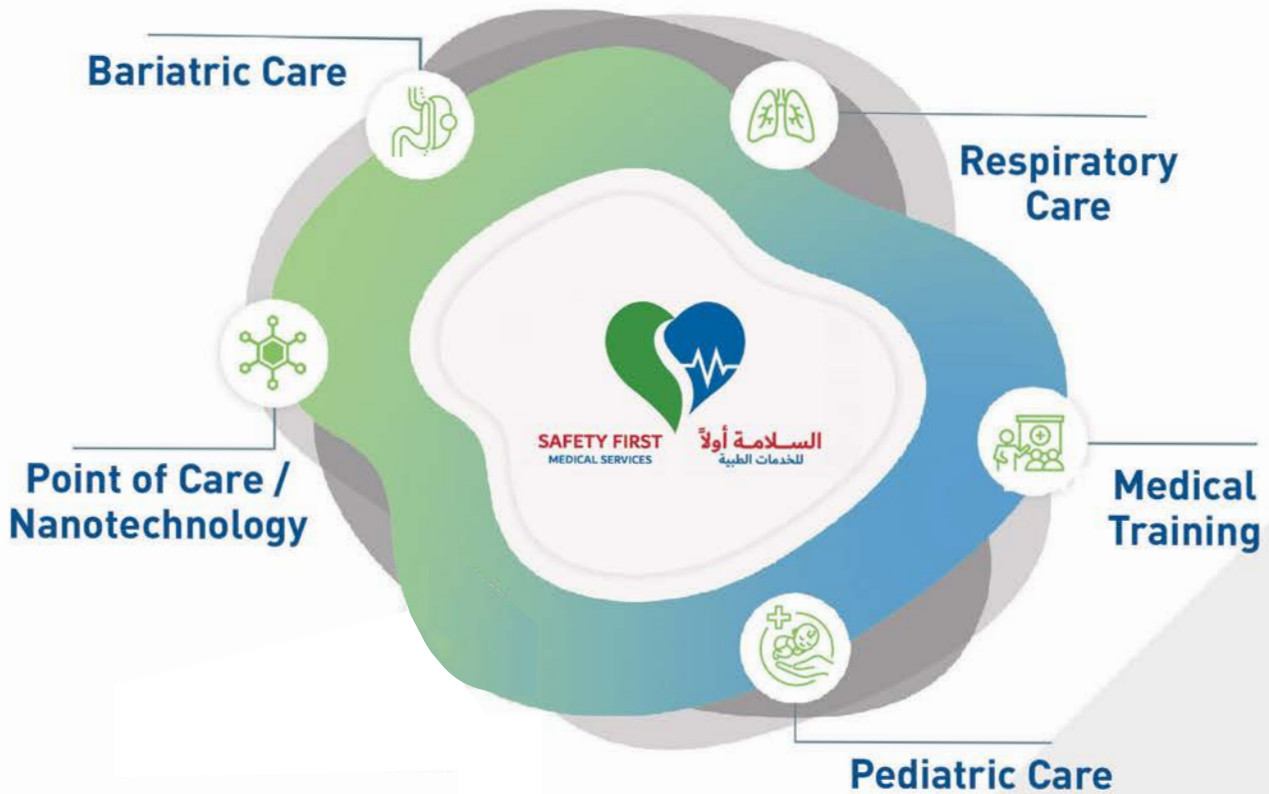 Bariatric Care
Respiratory
Care
SAFETY FIRST
MEDICAL SERVICES
السلامة أولاً
للخدمات الطبية
Point of Care /
Nanotechnology
Medical
Training
Pediatric Care